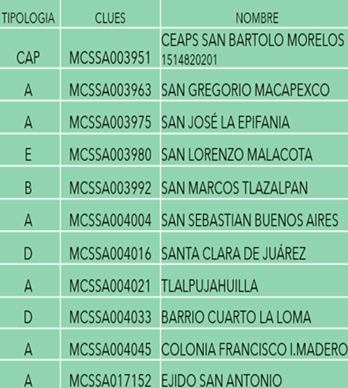 TIPOLOGIA CLUES NOMBRE
CAP MCSSA003951 CEAPS SAN BARTOLO MORELOS
1514820201
A MCSSA003963 SAN GREGORIO MACAPEXCO
A MCSSA003975 SAN JOSÉ LA EPIFANIA
E MCSSA003980 SAN LORENZO MALACOTA
B MCSSA003992 SAN MARCOS TLAZALPAN
A MCSSA004004 SAN SEBASTIAN BUENOS AIRES
D MCSSA004016 SANTA CLARA DE JUÁREZ
A MCSSA004021 TLALPUJAHUILLA
D MCSSA004033 BARRIO CUARTO LA LOMA
A MCSSA004045 COLONIA FRANCISCO I.MADERO
A MCSSA017152 EJIDO SAN ANTONIO